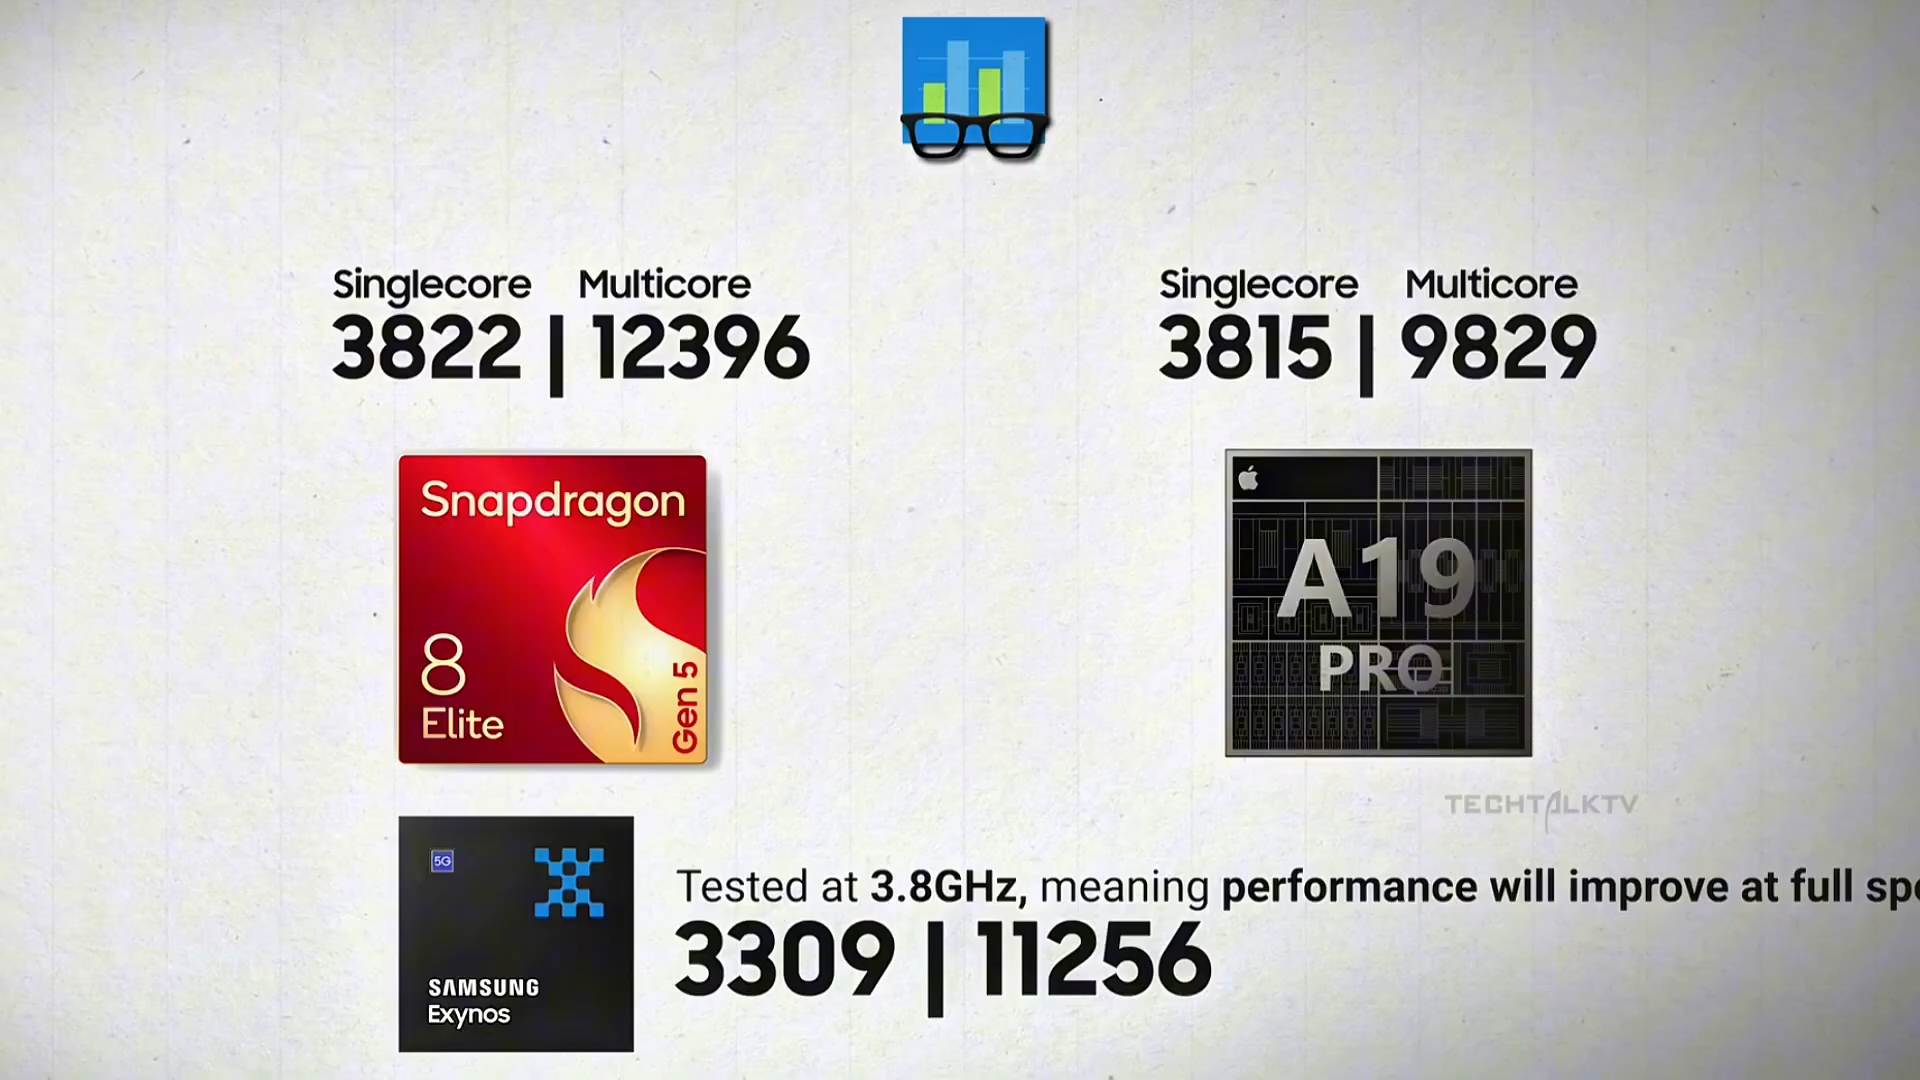 Singlecore Multicore
3822 | 12396
Singlecore Multicore
3815 | 9829
Snapdragon
8
Elite
Gen 5
A19
PRO
TECHTALKTV
5G
SAMSUNG
Exynos
Tested at 3.8GHz, meaning performance will improve at full
3309 | 11256